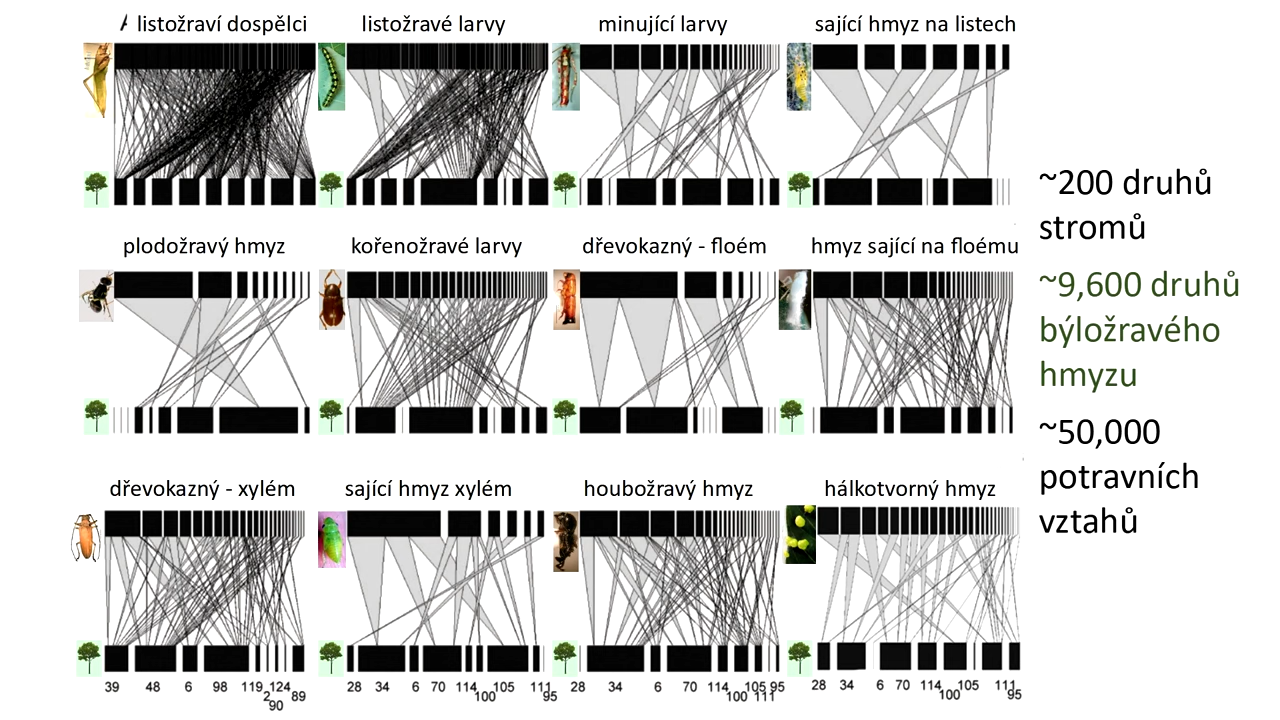 A listožraví dospělci
listožravé larvy
minující larvy
sající hmyz na listech
plodožravý hmyz
kořenožravé larvy
dřevokazný - floém
hmyz sající na floému
dřevokazný - xylém
sající hmyz xylém
houbožravý hmyz
hálkotvorný hmyz
39 48 6 98 119 2 90 124 89
28 34 6 70 114 100 105 111 95
28 34 6 70 114 100 105 111 95
28 34 6 70 114 100 105 111 95
~200 druhů
stromů
~9,600 druhů
býložravého
hmyzu
~50,000
potravních
vztahů